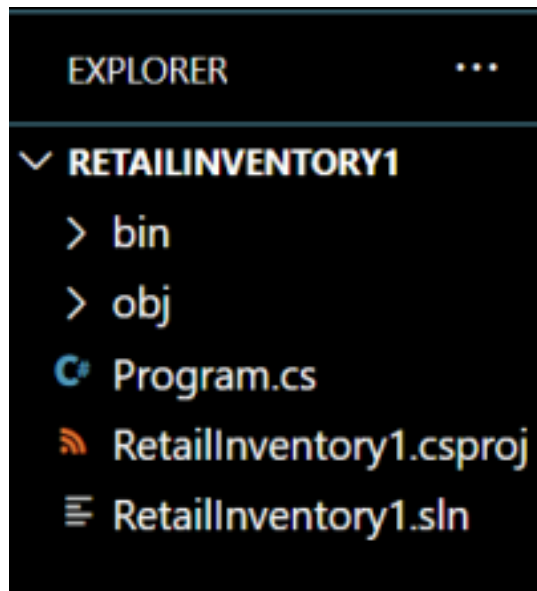 EXPLORER ...
RETAILINVENTORY1
bin
obj
C# Program.cs
RetailInventory1.csproj
RetailInventory1.sln